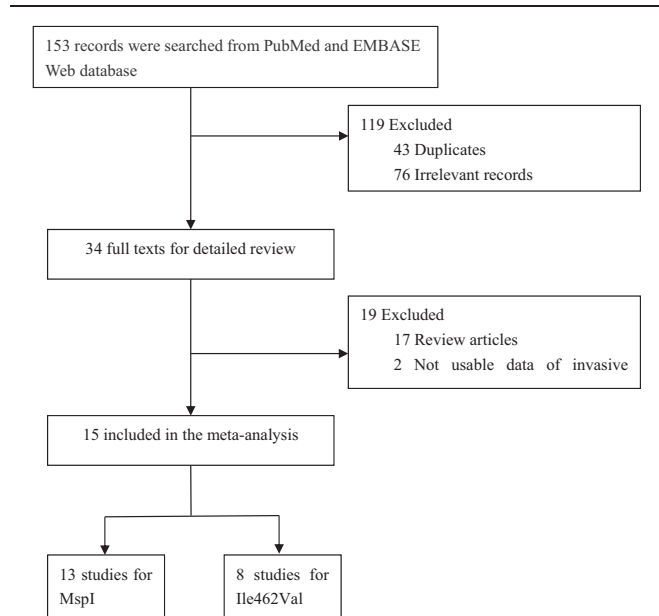 153 records were searched from PubMed and EMBASE
Web database
119 Excluded
43 Duplicates
76 Irrelevant records
34 full texts for detailed review
19 Excluded
17 Review articles
2 Not usable data of invasive
15 included in the meta-analysis
13 studies for
MspI
8 studies for
Ile462Val